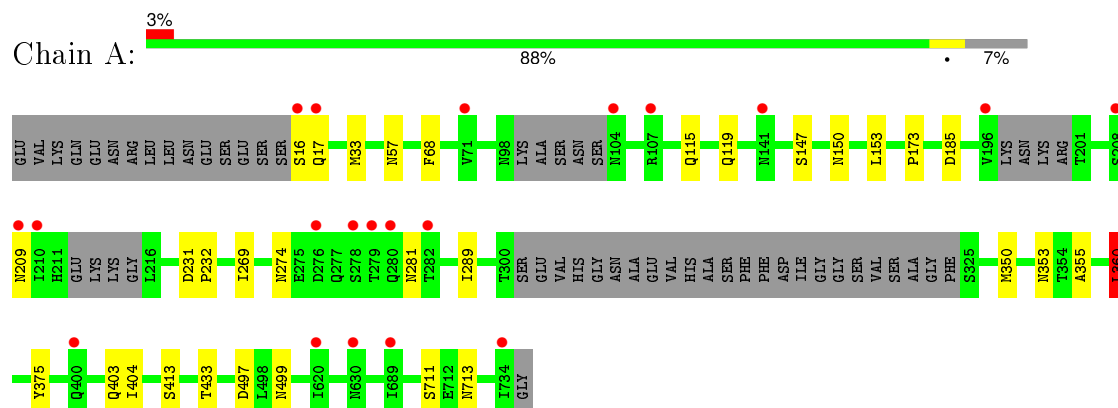 3%
Chain A:
88% • 7%
GLU VAL LYS GLN GLU ASN ARG LEU LEU ASN GLU SER GLU SER SER S16 Q17 M33 N57 F68 V71 N98 LYS ALA SER ASN SER N104 R107 Q115 Q119 N141 S147 N150 L153 P173 D185 V196 LYS ASN LYS ARG T201 S208
N209 I210 H211 GLU LYS LYS GLY L216 D231 P232 I269 N274 E275 D276 Q277 S278 T279 Q280 N281 T282 I289 T300 SER GLU VAL HIS GLY ASN ALA GLU VAL HIS ALA SER PHE PHE ASP ILE GLY GLY SER VAL SER ALA GLY PHE S325 M350 N353 T354 A355 L360
Y375 Q400 Q403 I404 S413 T433 D497 L498 N499 I620 N630 I689 S711 E712 N713 I734 GLY